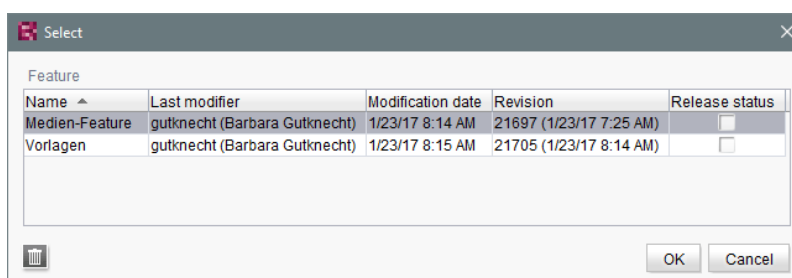 Select
Feature
Name Last modifier Modification date Revision Release status
Medien-Feature gutknecht (Barbara Gutknecht) 1/23/17 8:14 AM 21697 (1/23/17 7:25 AM)
Vorlagen gutknecht (Barbara Gutknecht) 1/23/17 8:15 AM 21705 (1/23/17 8:14 AM)
OK Cancel